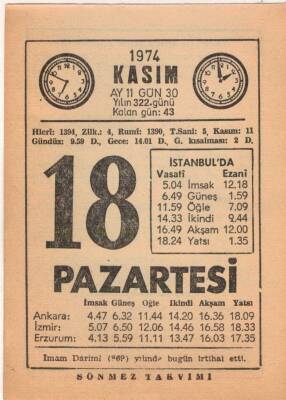 1974
KASIM
AY 11 GÜN 30
Yılın 322.günü
Kalan gün: 43
Hicrî: 1394, Zilk.: 4, Rumî: 1390, T.Sani: 5, Kasım: 11
Gündüz: 9.59 D., Gece: 14.01 D., G. kısalması: 2 D.
18
İSTANBUL'DA
Vasatî Ezanî
5.04 İmsak 12.18
6.49 Güneş 1.59
11.59 Öğle 7.09
14.33 İkindi 9.44
16.49 Akşam 12.00
18.24 Yatsı 1.35
PAZARTESİ
İmsak Güneş Öğle İkindi Akşam Yatsı
Ankara: 4.47 6.32 11.44 14.20 16.36 18.09
İzmir: 5.07 6.50 12.06 14.46 16.58 18.33
Erzurum: 4.13 5.59 11.11 13.47 16.03 17.35
İmam Darimî yılında bugün irtihal etti.
SÖNMEZ TAKVİMİ